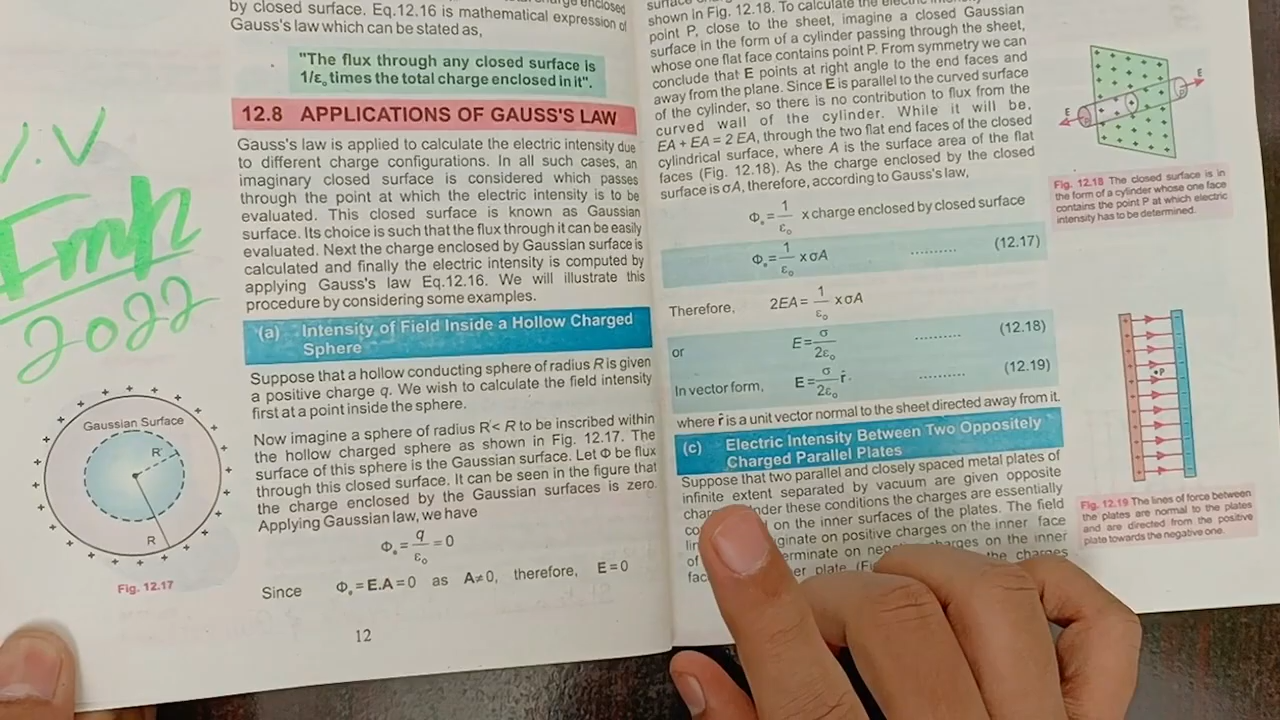 by closed surface. Eq.12.16 is mathematical expression of
Gauss's law which can be stated as,
"The flux through any closed surface is
1/ε₀ times the total charge enclosed in it".
12.8 APPLICATIONS OF GAUSS'S LAW
Gauss's law is applied to calculate the electric intensity due
to different charge configurations. In all such cases, an
imaginary closed surface is considered which passes
through the point at which the electric intensity is to be
evaluated. This closed surface is known as Gaussian
surface. Its choice is such that the flux through it can be easily
evaluated. Next the charge enclosed by Gaussian surface is
calculated and finally the electric intensity is computed by
applying Gauss's law Eq.12.16. We will illustrate this
procedure by considering some examples.
(a) Intensity of Field Inside a Hollow Charged
Sphere
Suppose that a hollow conducting sphere of radius R is given
a positive charge q. We wish to calculate the field intensity
first at a point inside the sphere.
Now imagine a sphere of radius R'< R to be inscribed within
the hollow charged sphere as shown in Fig. 12.17. The
surface of this sphere is the Gaussian surface. Let Φ be flux
through this closed surface. It can be seen in the figure that
the charge enclosed by the Gaussian surfaces is zero.
Applying Gaussian law, we have
Φₑ = q/ε₀ = 0
Since Φₑ = E.A = 0 as A≠0, therefore, E = 0
12
V.V
Imp
2022
Gaussian Surface
R'
R
Fig. 12.17
shown in Fig. 12.18. To calculate the
point P, close to the sheet, imagine a closed Gaussian
surface in the form of a cylinder passing through the sheet,
whose one flat face contains point P. From symmetry we can
conclude that E points at right angle to the end faces and
away from the plane. Since E is parallel to the curved surface
of the cylinder, so there is no contribution to flux from the
curved wall of the cylinder. While it will be,
EA + EA = 2 EA, through the two flat end faces of the closed
cylindrical surface, where A is the surface area of the flat
faces (Fig. 12.18). As the charge enclosed by the closed
surface is σA, therefore, according to Gauss's law,
Φₑ = 1/ε₀ x charge enclosed by closed surface
Φₑ = 1/ε₀ x σA .......... (12.17)
Therefore, 2EA = 1/ε₀ x σA
or E = σ/2ε₀ .......... (12.18)
In vector form, E = σ/2ε₀ r̂ .......... (12.19)
where r̂ is a unit vector normal to the sheet directed away from it.
(c) Electric Intensity Between Two Oppositely
Charged Parallel Plates
Suppose that two parallel and closely spaced metal plates of
infinite extent separated by vacuum are given opposite
under these conditions the charges are essentially
on the inner surfaces of the plates. The field
on positive charges on the inner face
on the inner
plate the charges
E
E
P
Fig. 12.18 The closed surface is in
the form of a cylinder whose one face
contains the point P at which electric
intensity has to be determined.
P
Fig. 12.19 The lines of force between
the plates are normal to the plates
and are directed from the positive
plate towards the negative one.